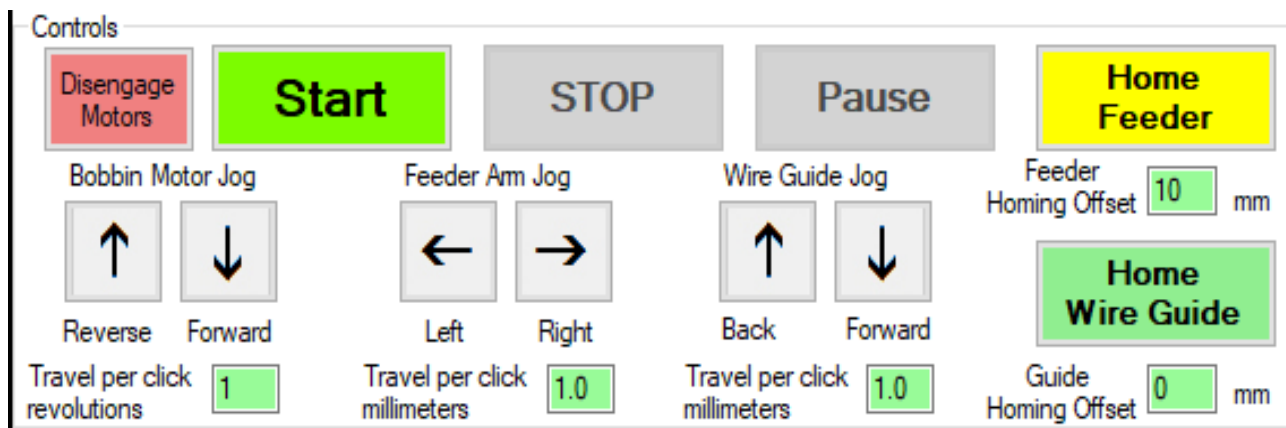 Controls
Disengage
Motors
Start
STOP
Pause
Home
Feeder
Bobbin Motor Jog
Feeder Arm Jog
Wire Guide Jog
Feeder
Homing Offset 10 mm
↑ ↓
← →
↑ ↓
Home
Wire Guide
Reverse Forward
Left Right
Back Forward
Travel per click
revolutions
1
Travel per click
millimeters
1.0
Travel per click
millimeters
1.0
Guide
Homing Offset 0 mm